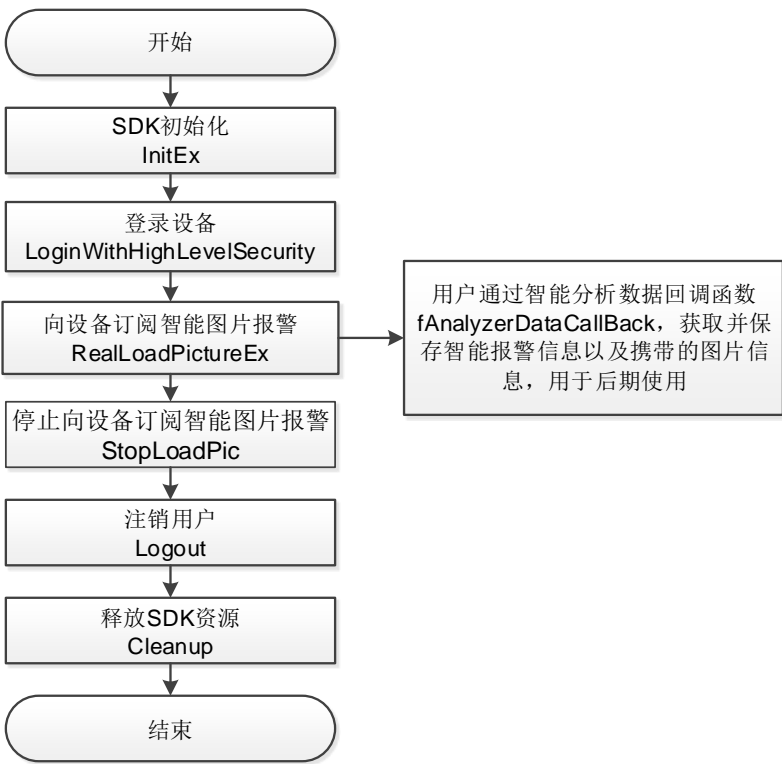 开始
SDK初始化
InitEx
登录设备
LoginWithHighLevelSecurity
向设备订阅智能图片报警
RealLoadPictureEx
用户通过智能分析数据回调函数
fAnalyzerDataCallBack，获取并保
存智能报警信息以及携带的图片信
息，用于后期使用
停止向设备订阅智能图片报警
StopLoadPic
注销用户
Logout
释放SDK资源
Cleanup
结束